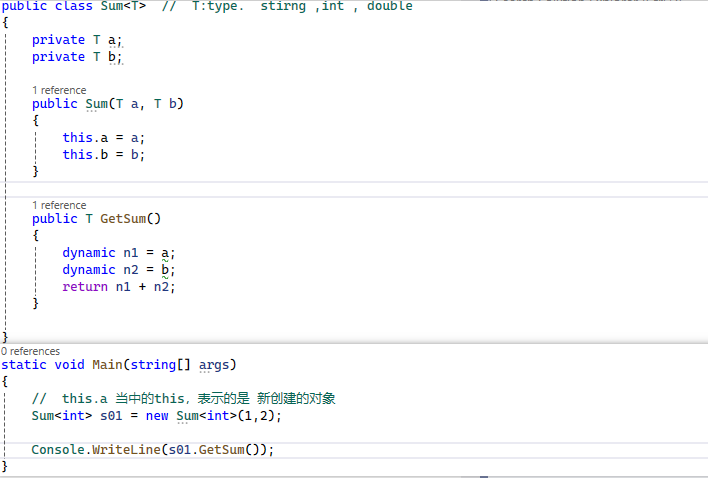 public class Sum<T>  //  T:type.  stirng ,int , double
{
    private T a;
    private T b;
    1 reference
    public Sum(T a, T b)
    {
        this.a = a;
        this.b = b;
    }
    1 reference
    public T GetSum()
    {
        dynamic n1 = a;
        dynamic n2 = b;
        return n1 + n2;
    }
}
0 references
static void Main(string[] args)
{
    //  this.a 当中的this，表示的是 新创建的对象
    Sum<int> s01 = new Sum<int>(1,2);
    Console.WriteLine(s01.GetSum());
}